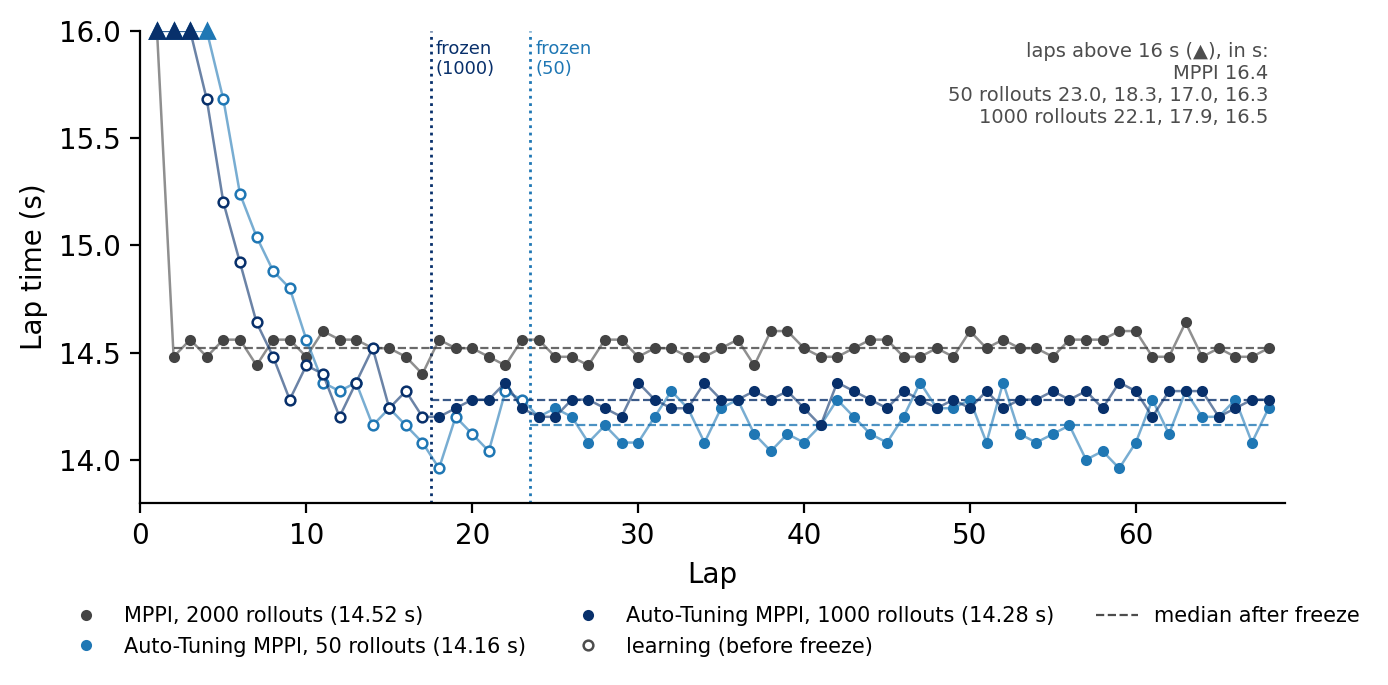 16.0
15.5
15.0
14.5
14.0
Lap time (s)
frozen
(1000)
frozen
(50)
laps above 16 s (▲), in s:
MPPI 16.4
50 rollouts 23.0, 18.3, 17.0, 16.3
1000 rollouts 22.1, 17.9, 16.5
0 10 20 30 40 50 60
Lap
MPPI, 2000 rollouts (14.52 s)
Auto-Tuning MPPI, 50 rollouts (14.16 s)
Auto-Tuning MPPI, 1000 rollouts (14.28 s)
learning (before freeze)
median after freeze